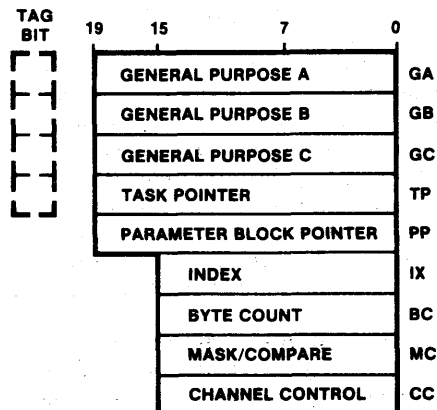 TAG
BIT
19 15 7 0
GENERAL PURPOSE A GA
GENERAL PURPOSE B GB
GENERAL PURPOSE C GC
TASK POINTER TP
PARAMETER BLOCK POINTER PP
INDEX IX
BYTE COUNT BC
MASK/COMPARE MC
CHANNEL CONTROL CC